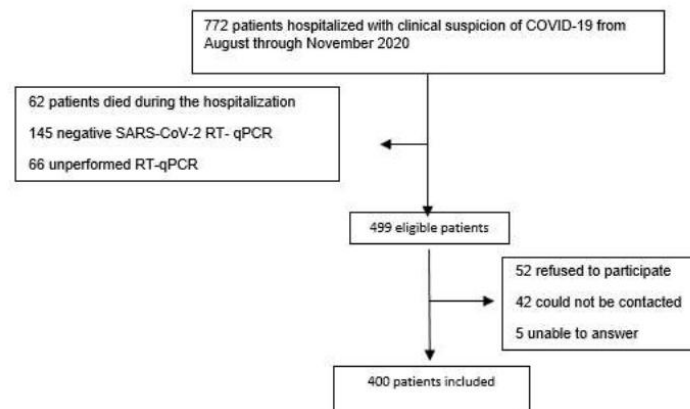 772 patients hospitalized with clinical suspicion of COVID-19 from
August through November 2020
62 patients died during the hospitalization
145 negative SARS-CoV-2 RT- qPCR
66 unperformed RT-qPCR
499 eligible patients
52 refused to participate
42 could not be contacted
5 unable to answer
400 patients included